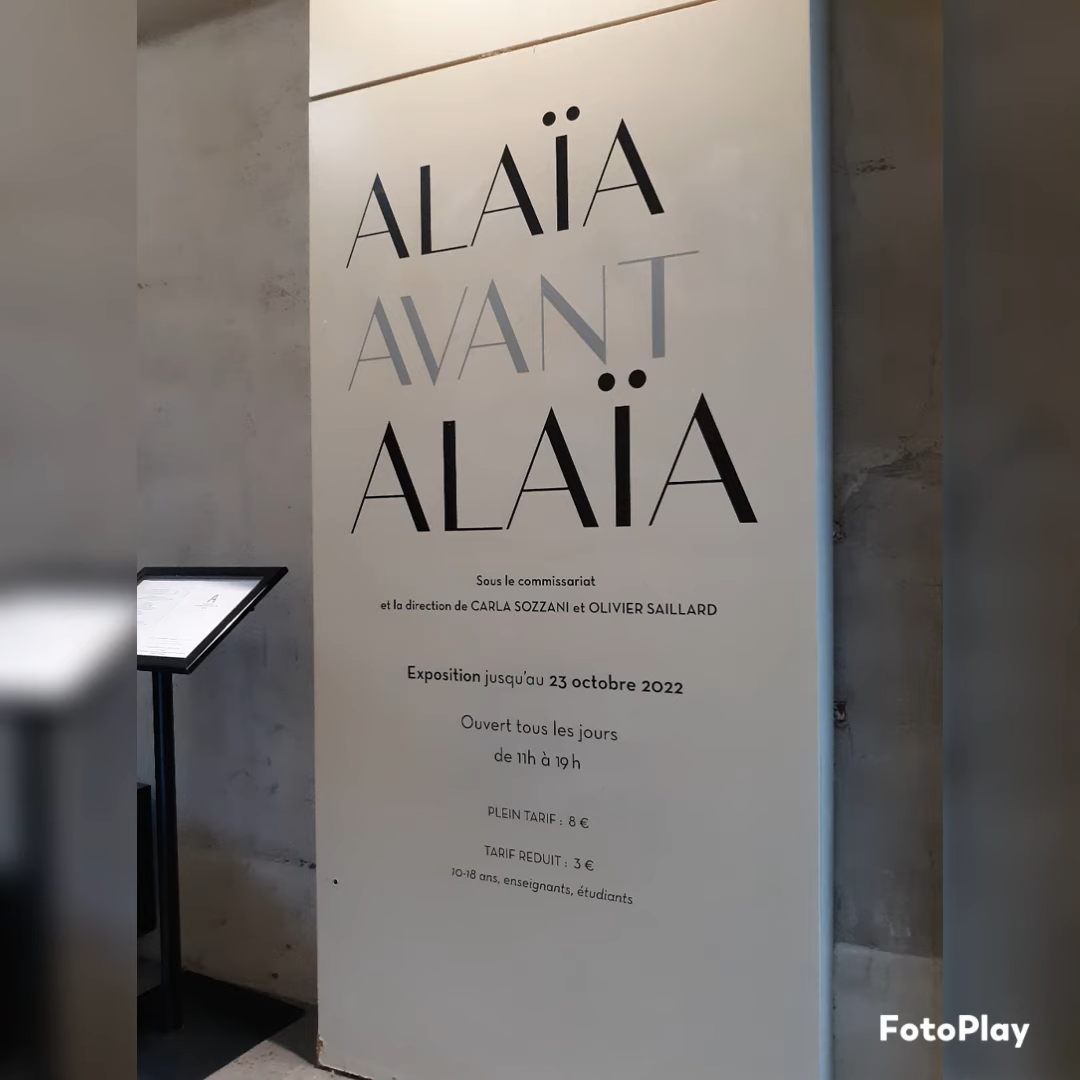 ALAÏA
AVANT
ALAÏA
Sous le commissariat
et la direction de CARLA SOZZANI et OLIVIER SAILLARD
Exposition jusqu'au 23 octobre 2022
Ouvert tous les jours
de 11h à 19h
PLEIN TARIF : 8 €
TARIF REDUIT : 3 €
10-18 ans, enseignants, étudiants
FotoPlay